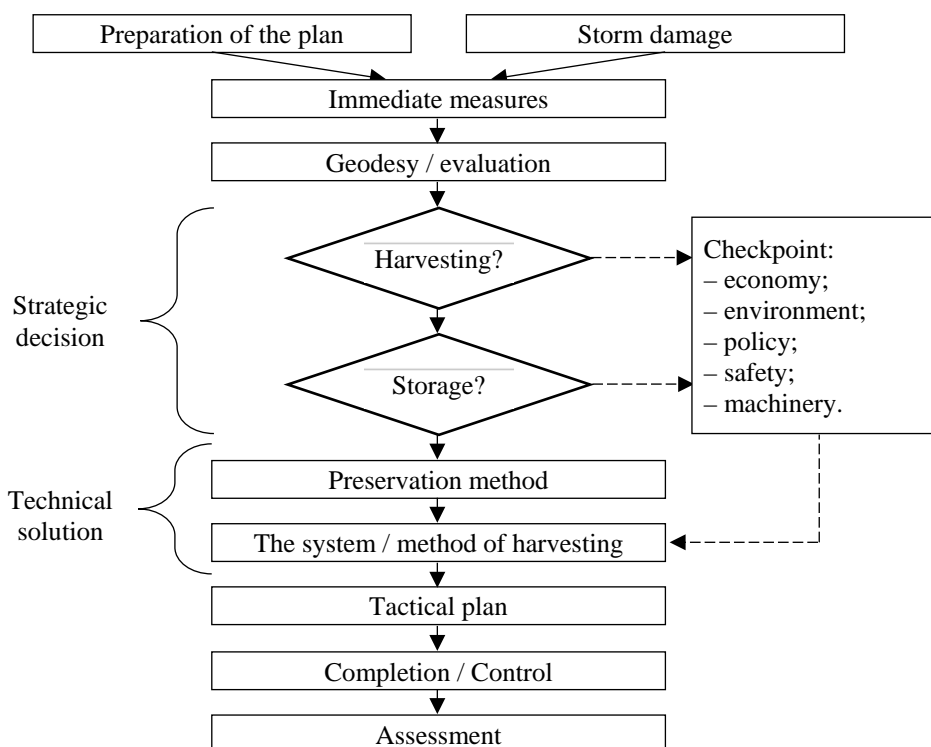 Preparation of the plan
Storm damage
Immediate measures
Geodesy / evaluation
Harvesting?
Checkpoint:
– economy;
– environment;
– policy;
– safety;
– machinery.
Strategic
decision
Storage?
Preservation method
Technical
solution
The system / method of harvesting
Tactical plan
Completion / Control
Assessment